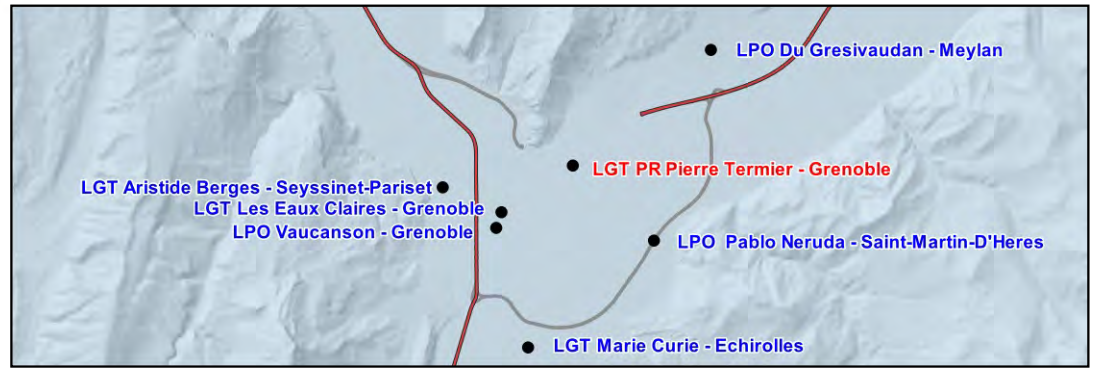 LPO Du Gresivaudan - Meylan
LGT PR Pierre Termier - Grenoble
LGT Aristide Berges - Seyssinet-Pariset
LGT Les Eaux Claires - Grenoble
LPO Vaucanson - Grenoble
LPO Pablo Neruda - Saint-Martin-D'Heres
LGT Marie Curie - Echirolles